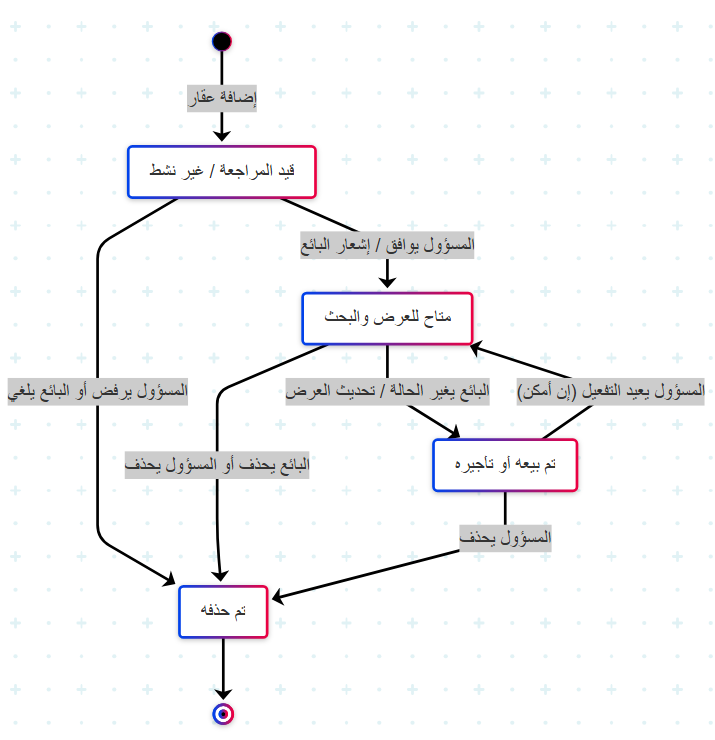 إضافة عقار
قيد المراجعة / غير نشط
المسؤول يوافق / إشعار البائع
متاح للعرض والبحث
المسؤول يرفض أو البائع يلغي
البائع يغير الحالة / تحديث العرض
المسؤول يعيد التفعيل (إن أمكن)
البائع يحذف أو المسؤول يحذف
تم بيعه أو تأجيره
المسؤول يحذف
تم حذفه